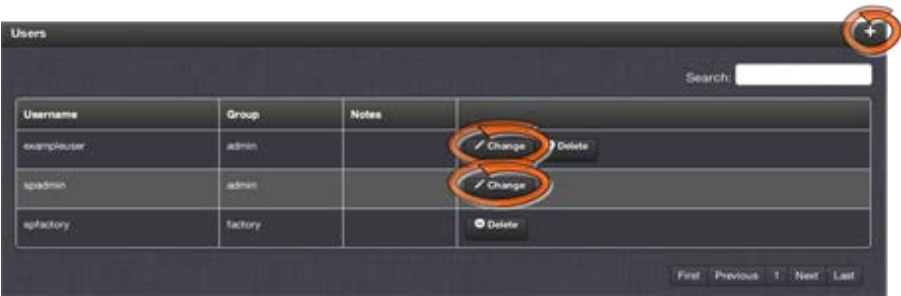 Users
+
Search:
Username Group Notes
exampleuser admin Change Delete
spadmin admin Change
spfactory factory Delete
First Previous 1 Next Last